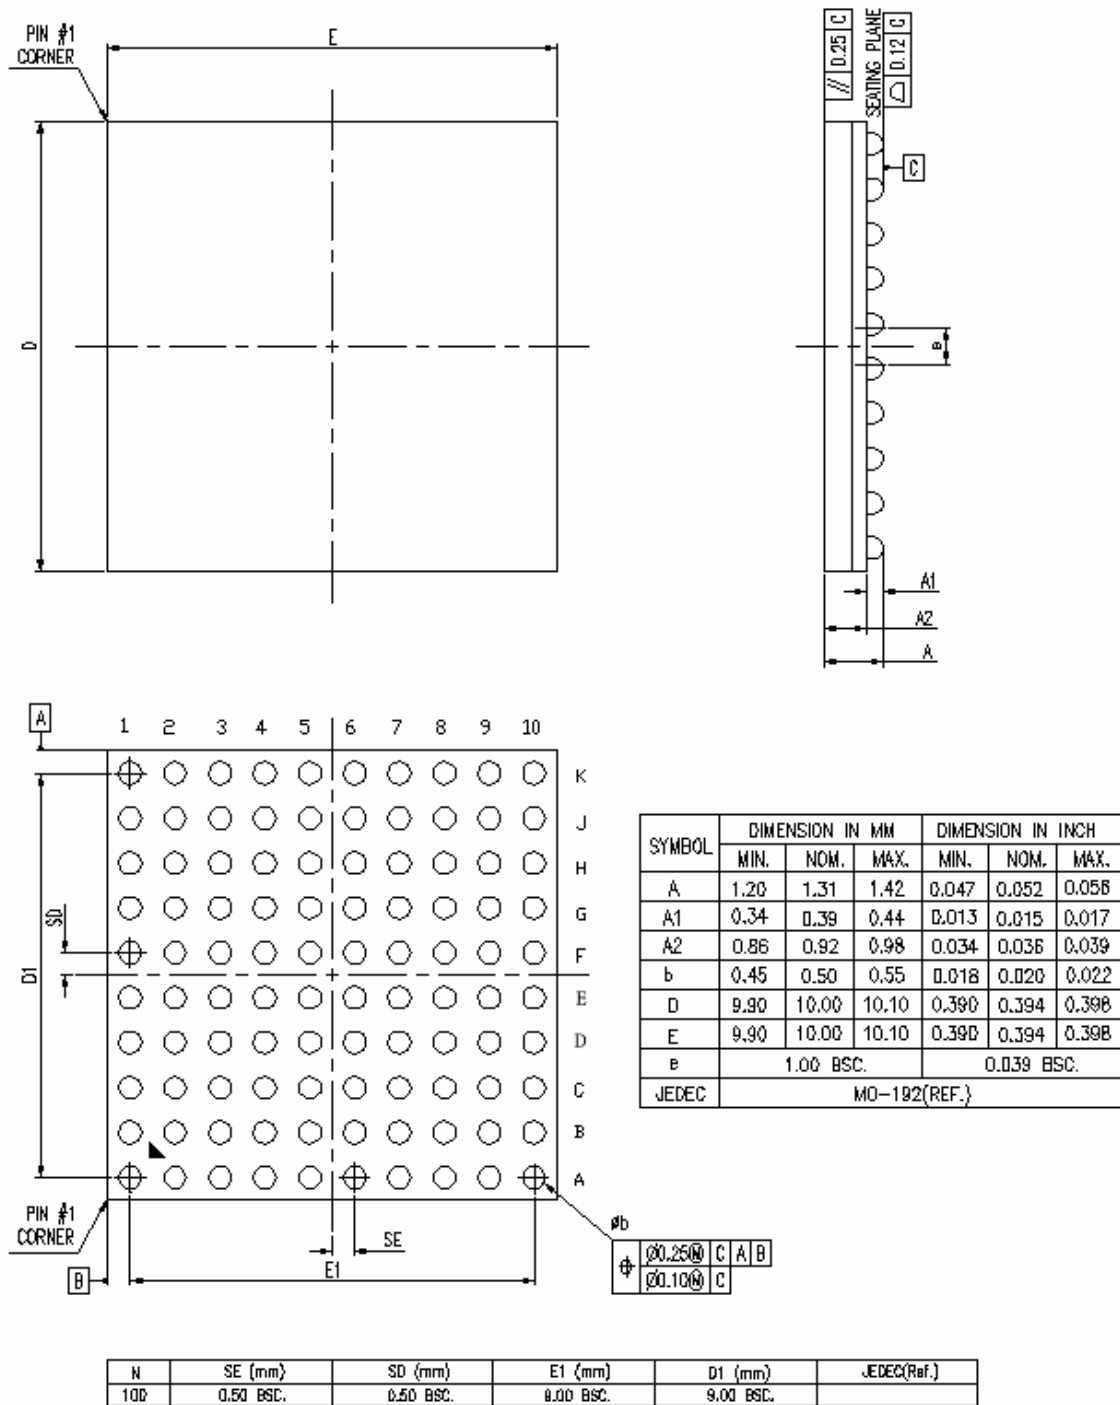 PIN #1
CORNER
E
D
// 0.25 C
SEATING PLANE
0.12 C
C
e
A1
A2
A
A
1 2 3 4 5 6 7 8 9 10
K
J
H
G
F
E
D
C
B
A
SD
D1
PIN #1
CORNER
SE
E1
B
Øb
Ø0.25Ⓜ C A B
Ø0.10Ⓜ C
SYMBOL DIMENSION IN MM DIMENSION IN INCH
MIN. NOM. MAX. MIN. NOM. MAX.
A 1.20 1.31 1.42 0.047 0.052 0.056
A1 0.34 0.39 0.44 0.013 0.015 0.017
A2 0.86 0.92 0.98 0.034 0.036 0.039
b 0.45 0.50 0.55 0.018 0.020 0.022
D 9.90 10.00 10.10 0.390 0.394 0.398
E 9.90 10.00 10.10 0.390 0.394 0.398
e 1.00 BSC. 0.039 BSC.
JEDEC MO-192(REF.)
N SE (mm) SD (mm) E1 (mm) D1 (mm) JEDEC(Ref.)
100 0.50 BSC. 0.50 BSC. 9.00 BSC. 9.00 BSC.